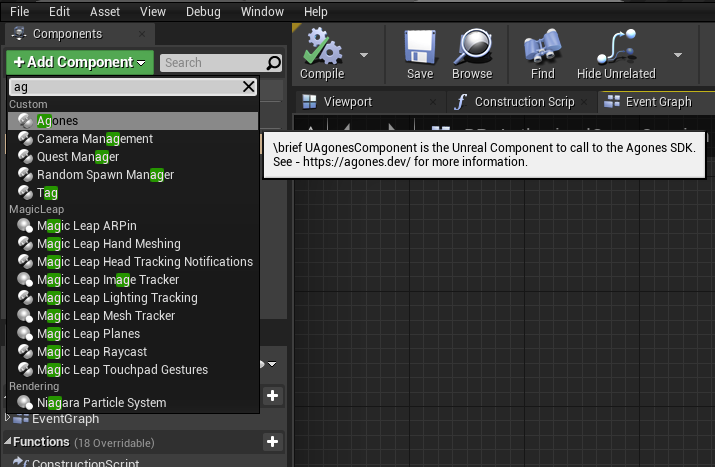 File Edit Asset View Debug Window Help
Components
+Add Component
Search
ag
Custom
Agones
Camera Management
Quest Manager
Random Spawn Manager
Tag
MagicLeap
Magic Leap ARPin
Magic Leap Hand Meshing
Magic Leap Head Tracking Notifications
Magic Leap Image Tracker
Magic Leap Lighting Tracking
Magic Leap Mesh Tracker
Magic Leap Planes
Magic Leap Raycast
Magic Leap Touchpad Gestures
Rendering
Niagara Particle System
EventGraph
Functions (18 Overridable)
ConstructionScript
Compile
Save
Browse
Find
Hide Unrelated
Viewport
Construction Scrip
Event Graph
\brief UAgonesComponent is the Unreal Component to call to the Agones SDK.
See - https://agones.dev/ for more information.